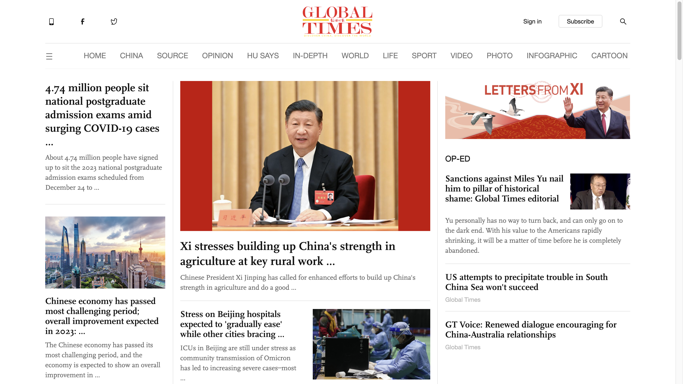 GLOBAL
TIMES
Sign in
Subscribe
HOME CHINA SOURCE OPINION HU SAYS IN-DEPTH WORLD LIFE SPORT VIDEO PHOTO INFOGRAPHIC CARTOON
4.74 million people sit
national postgraduate
admission exams amid
surging COVID-19 cases
...
About 4.74 million people have signed
up to sit the 2023 national postgraduate
admission exams scheduled from
December 24 to ...
Chinese economy has passed
most challenging period;
overall improvement expected
in 2023: ...
The Chinese economy has passed its
most challenging period, and the
economy is expected to show an overall
improvement in ...
Xi stresses building up China's strength in
agriculture at key rural work ...
Chinese President Xi Jinping has called for enhanced efforts to build up China's
strength in agriculture and do a good ...
Stress on Beijing hospitals
expected to 'gradually ease'
while other cities bracing ...
ICUs in Beijing are still under stress as
community transmission of Omicron
has led to increasing severe cases-most
...
LETTERS FROM XI
OP-ED
Sanctions against Miles Yu nail
him to pillar of historical
shame: Global Times editorial
Yu personally has no way to turn back, and can only go on to
the dark end. With his value to the Americans rapidly
shrinking, it will be a matter of time before he is completely
abandoned.
US attempts to precipitate trouble in South
China Sea won't succeed
Global Times
GT Voice: Renewed dialogue encouraging for
China-Australia relationships
Global Times